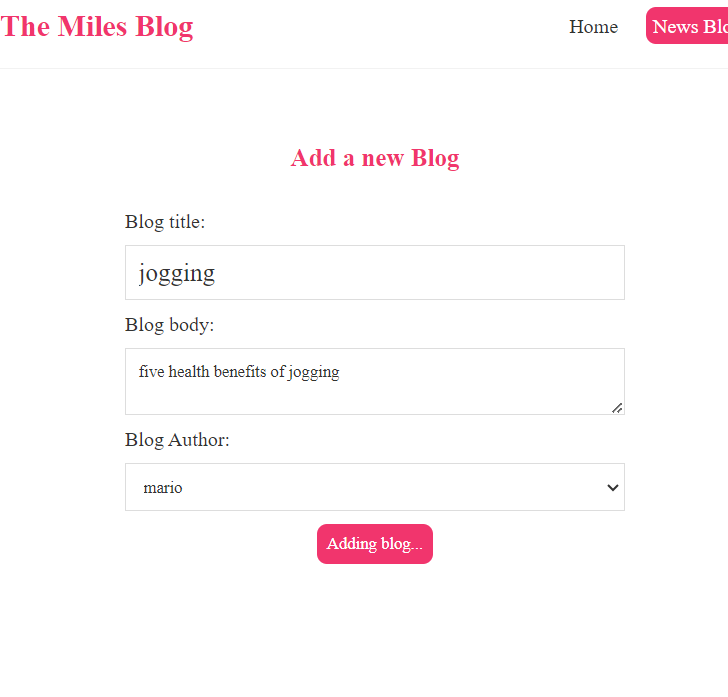 The Miles Blog
Home
News
Add a new Blog
Blog title:
jogging
Blog body:
five health benefits of jogging
Blog Author:
mario
Adding blog...